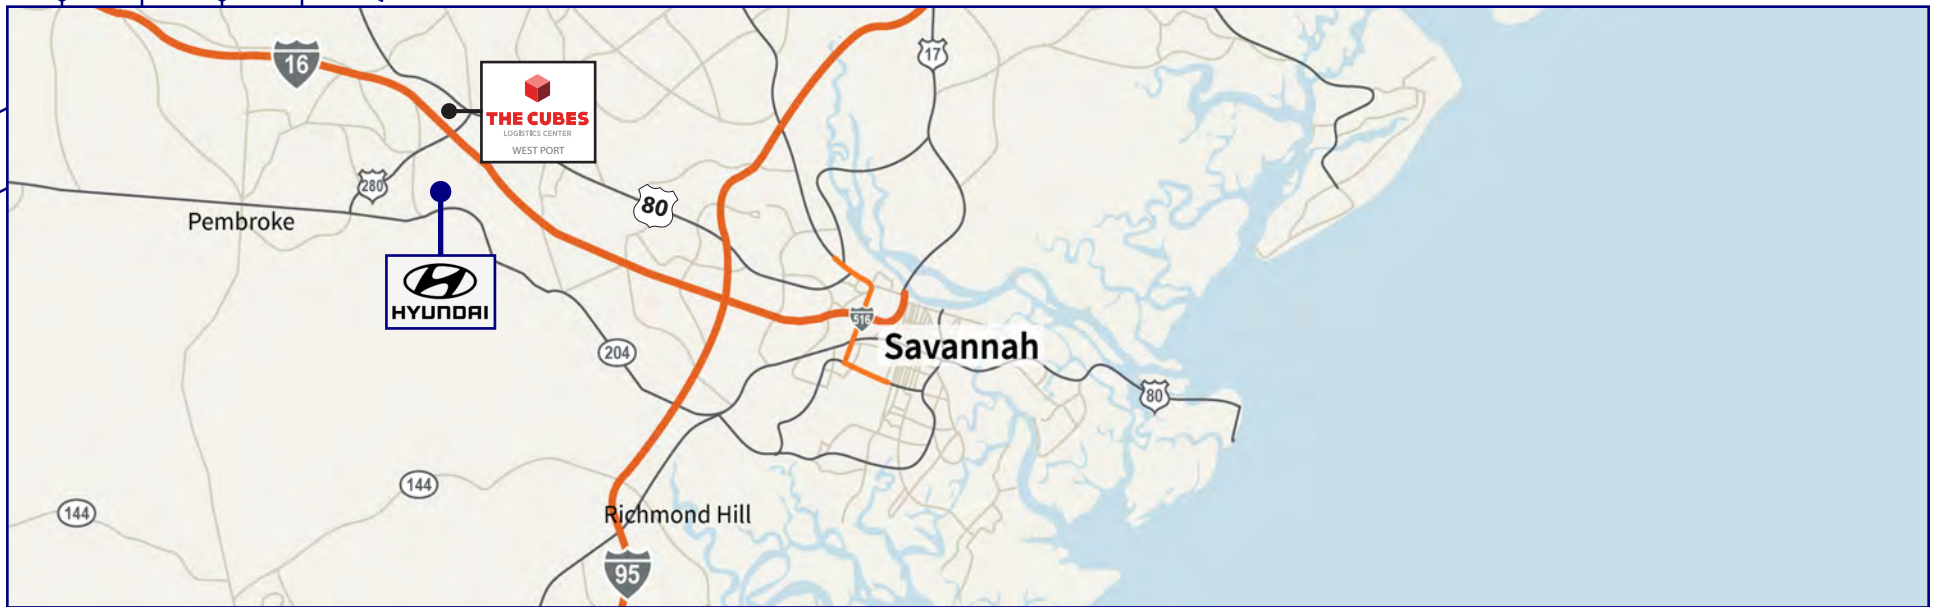 16
17
THE CUBES
LOGISTICS CENTER
WEST PORT
280
80
Pembroke
HYUNDAI
516
Savannah
204
80
144
144
Richmond Hill
95